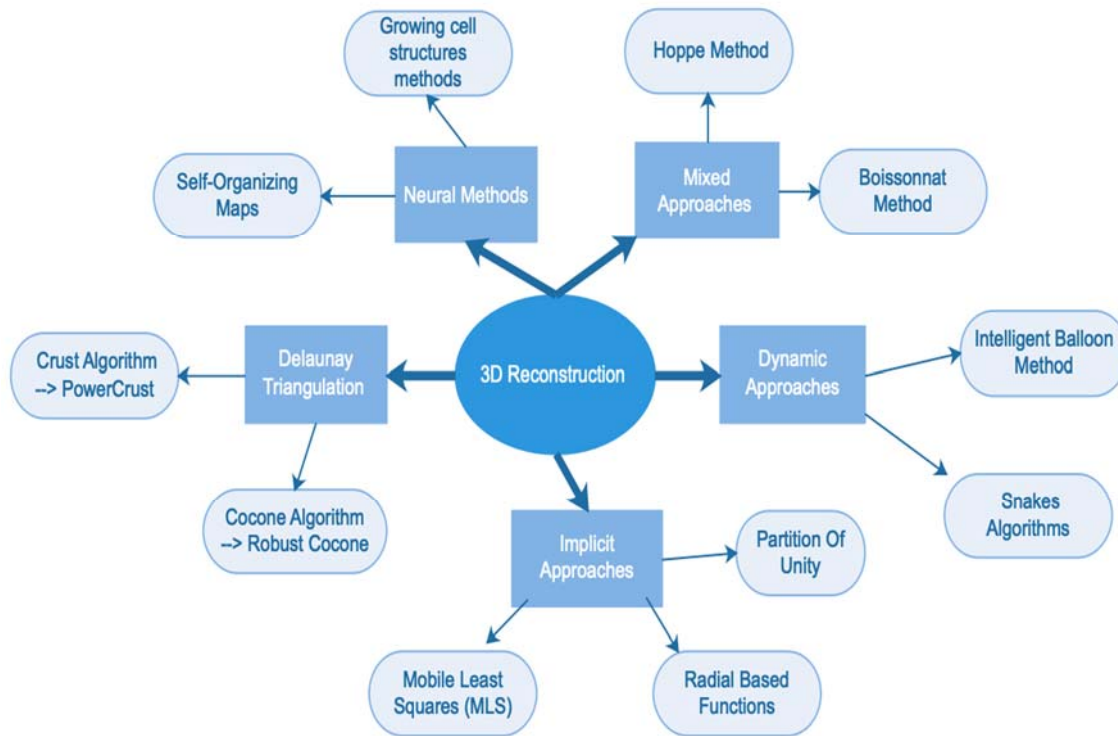 Growing cell
structures
methods
Hoppe Method
Self-Organizing
Maps
Neural Methods
Mixed
Approaches
Boissonnat
Method
Crust Algorithm
--> PowerCrust
Delaunay
Triangulation
3D Reconstruction
Dynamic
Approaches
Intelligent Balloon
Method
Cocone Algorithm
--> Robust Cocone
Implicit
Approaches
Partition Of
Unity
Snakes
Algorithms
Mobile Least
Squares (MLS)
Radial Based
Functions